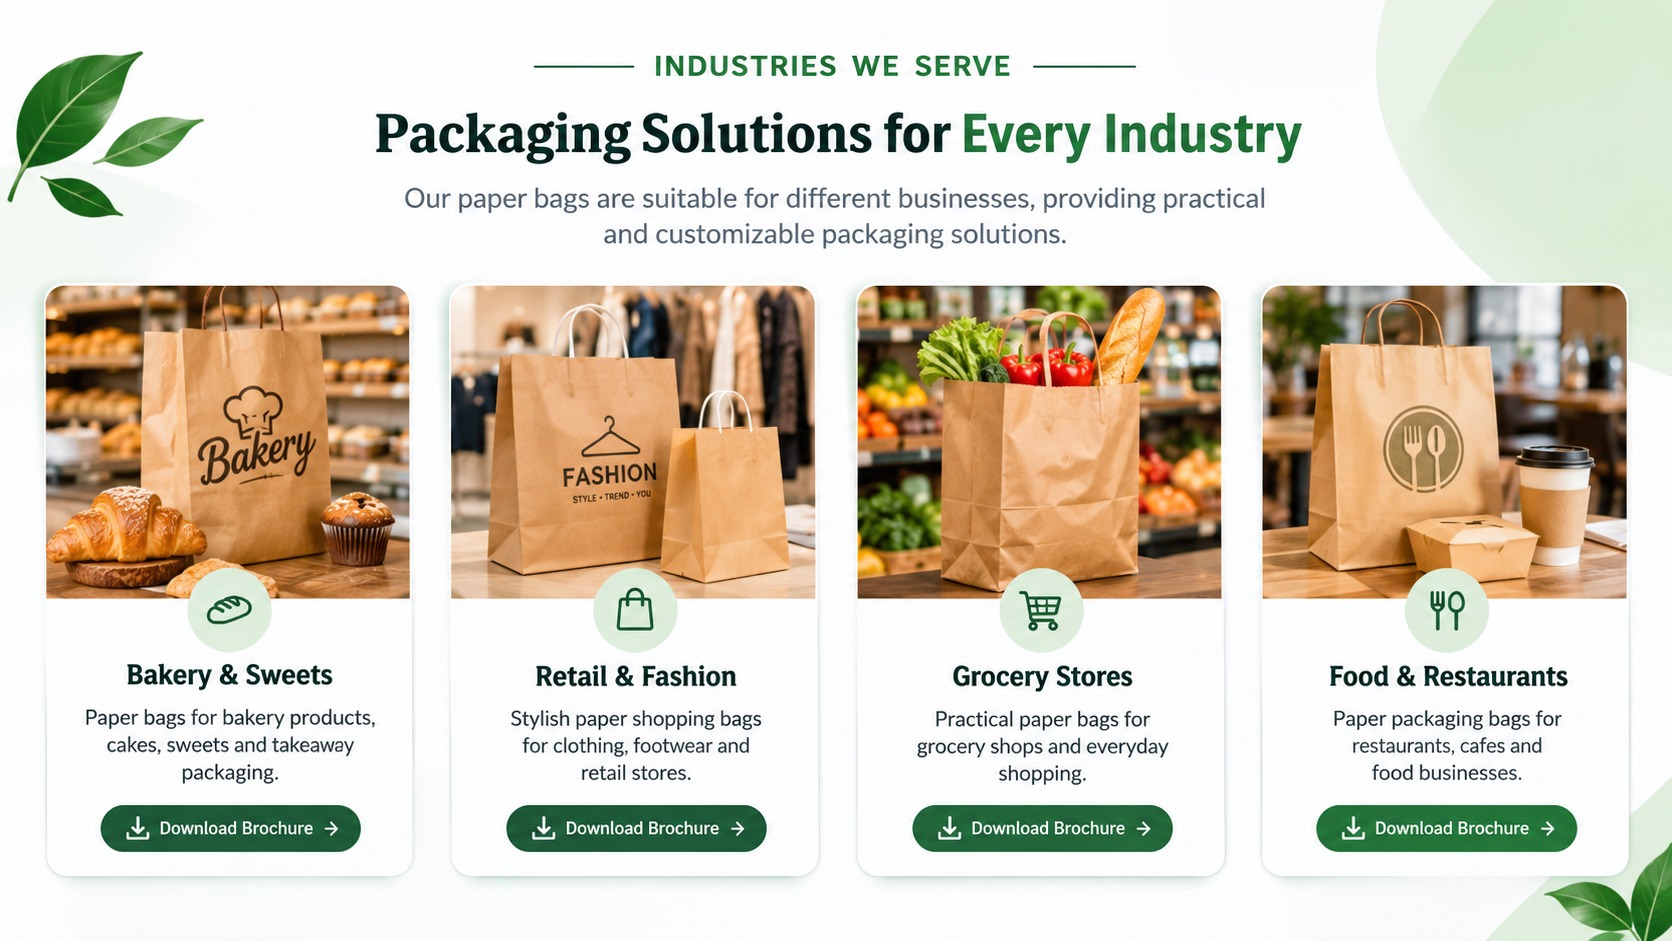 INDUSTRIES WE SERVE
Packaging Solutions for Every Industry
Our paper bags are suitable for different businesses, providing practical
and customizable packaging solutions.
Bakery
FASHION
STYLE • TREND • YOU
Bakery & Sweets
Paper bags for bakery products,
cakes, sweets and takeaway
packaging.
Download Brochure →
Retail & Fashion
Stylish paper shopping bags
for clothing, footwear and
retail stores.
Download Brochure →
Grocery Stores
Practical paper bags for
grocery shops and everyday
shopping.
Download Brochure →
Food & Restaurants
Paper packaging bags for
restaurants, cafes and
food businesses.
Download Brochure →